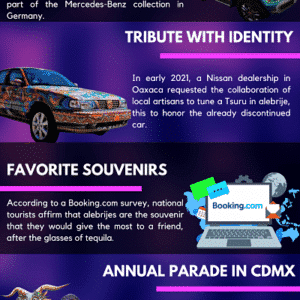 part of the Mercedes-Benz collection in
Germany.
TRIBUTE WITH IDENTITY
In early 2021, a Nissan dealership in
Oaxaca requested the collaboration of
local artisans to tune a Tsuru in alebrije,
this to honor the already discontinued
car.
FAVORITE SOUVENIRS
According to a Booking.com survey, national
tourists affirm that alebrijes are the souvenir
that they would give the most to a friend,
after the glasses of tequila.
Booking.com
ANNUAL PARADE IN CDMX